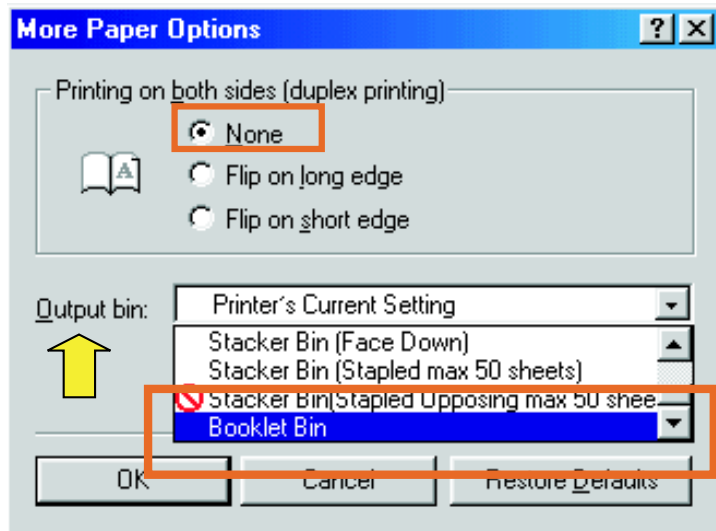 More Paper Options
Printing on both sides (duplex printing)
A
None
Flip on long edge
Flip on short edge
Output bin: Printer's Current Setting
Stacker Bin (Face Down)
Stacker Bin (Stapled max 50 sheets)
Stacker Bin(Stapled Opposing max 50 shee
Booklet Bin
OK Cancel Restore Defaults